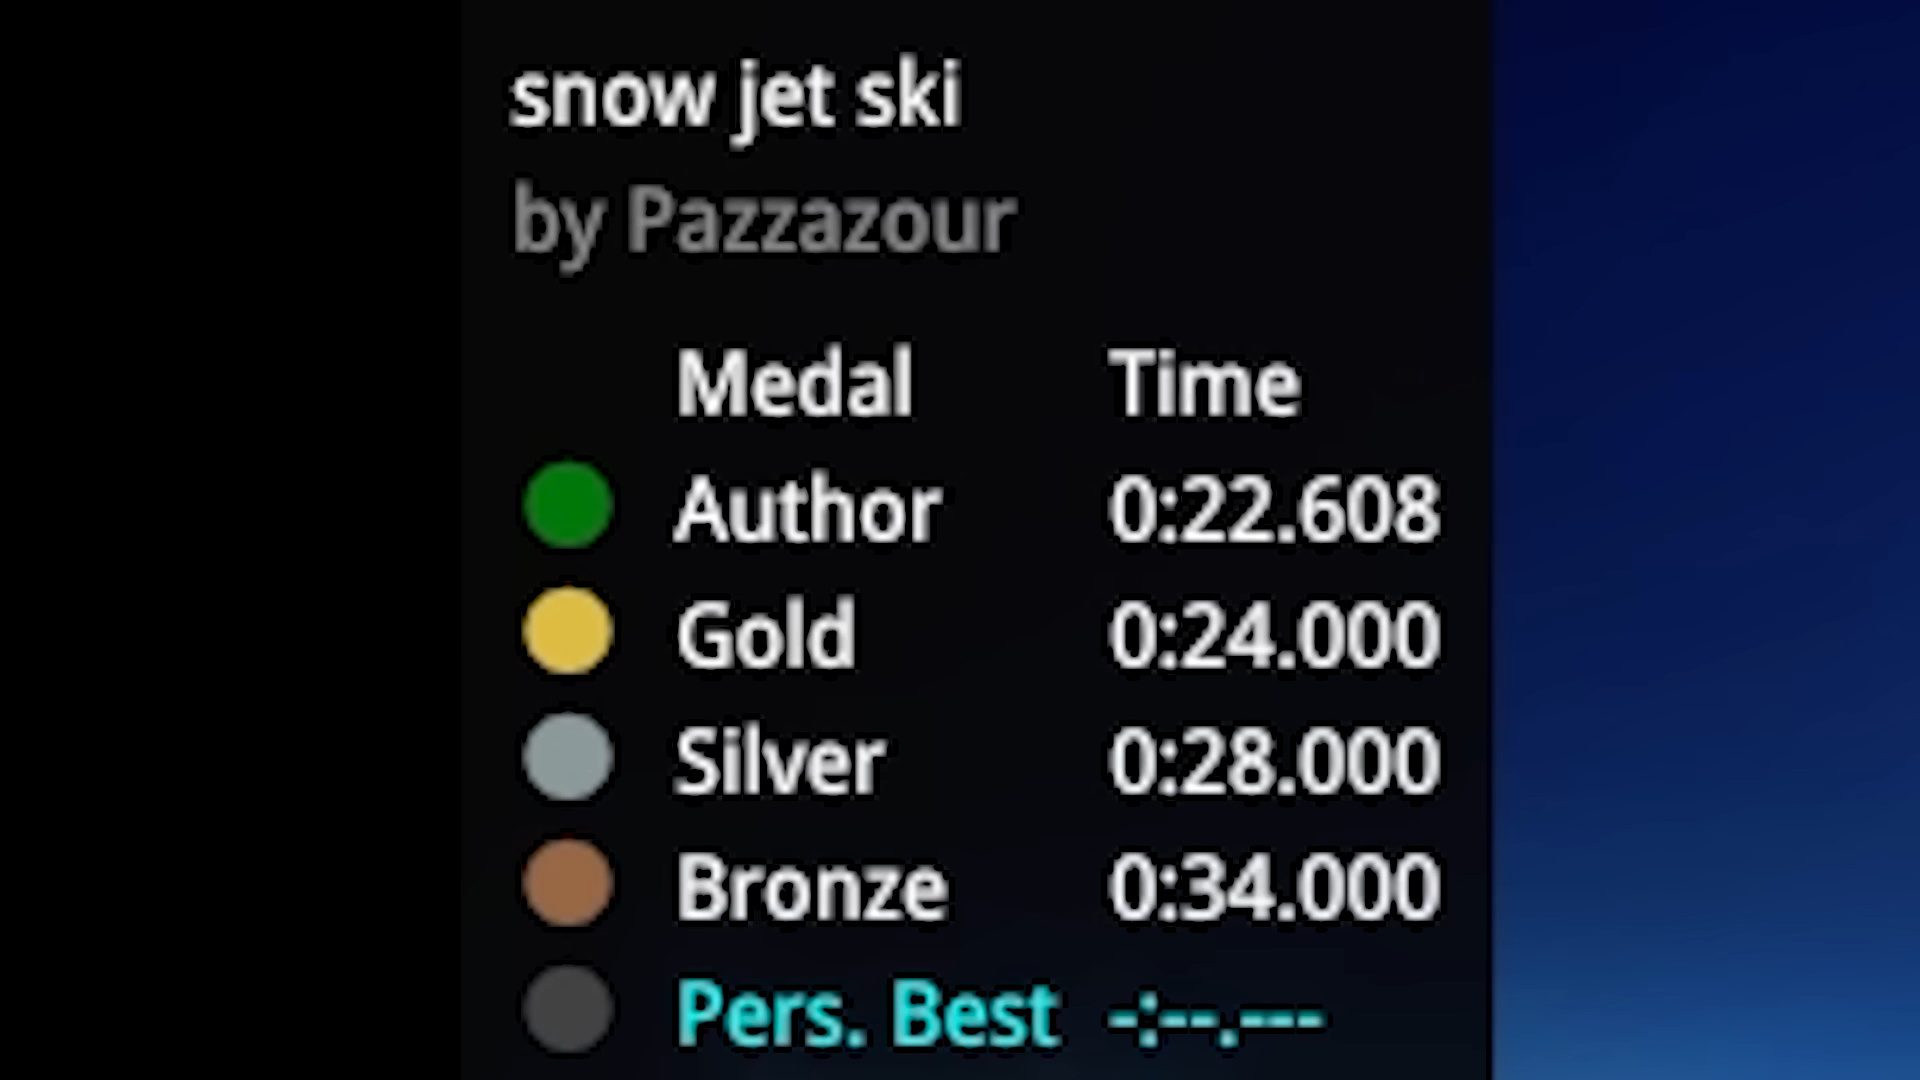 snow jet ski
by Pazzazour
Medal Time
Author 0:22.608
Gold 0:24.000
Silver 0:28.000
Bronze 0:34.000
Pers. Best -:--.---